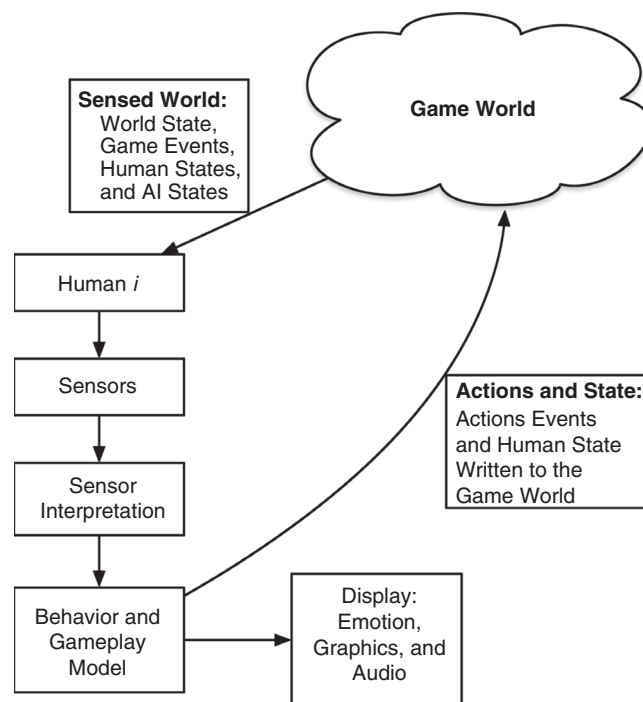 Game World
Sensed World:
World State,
Game Events,
Human States,
and AI States
Human i
Sensors
Sensor
Interpretation
Behavior and
Gameplay
Model
Actions and State:
Actions Events
and Human State
Written to the
Game World
Display:
Emotion,
Graphics, and
Audio